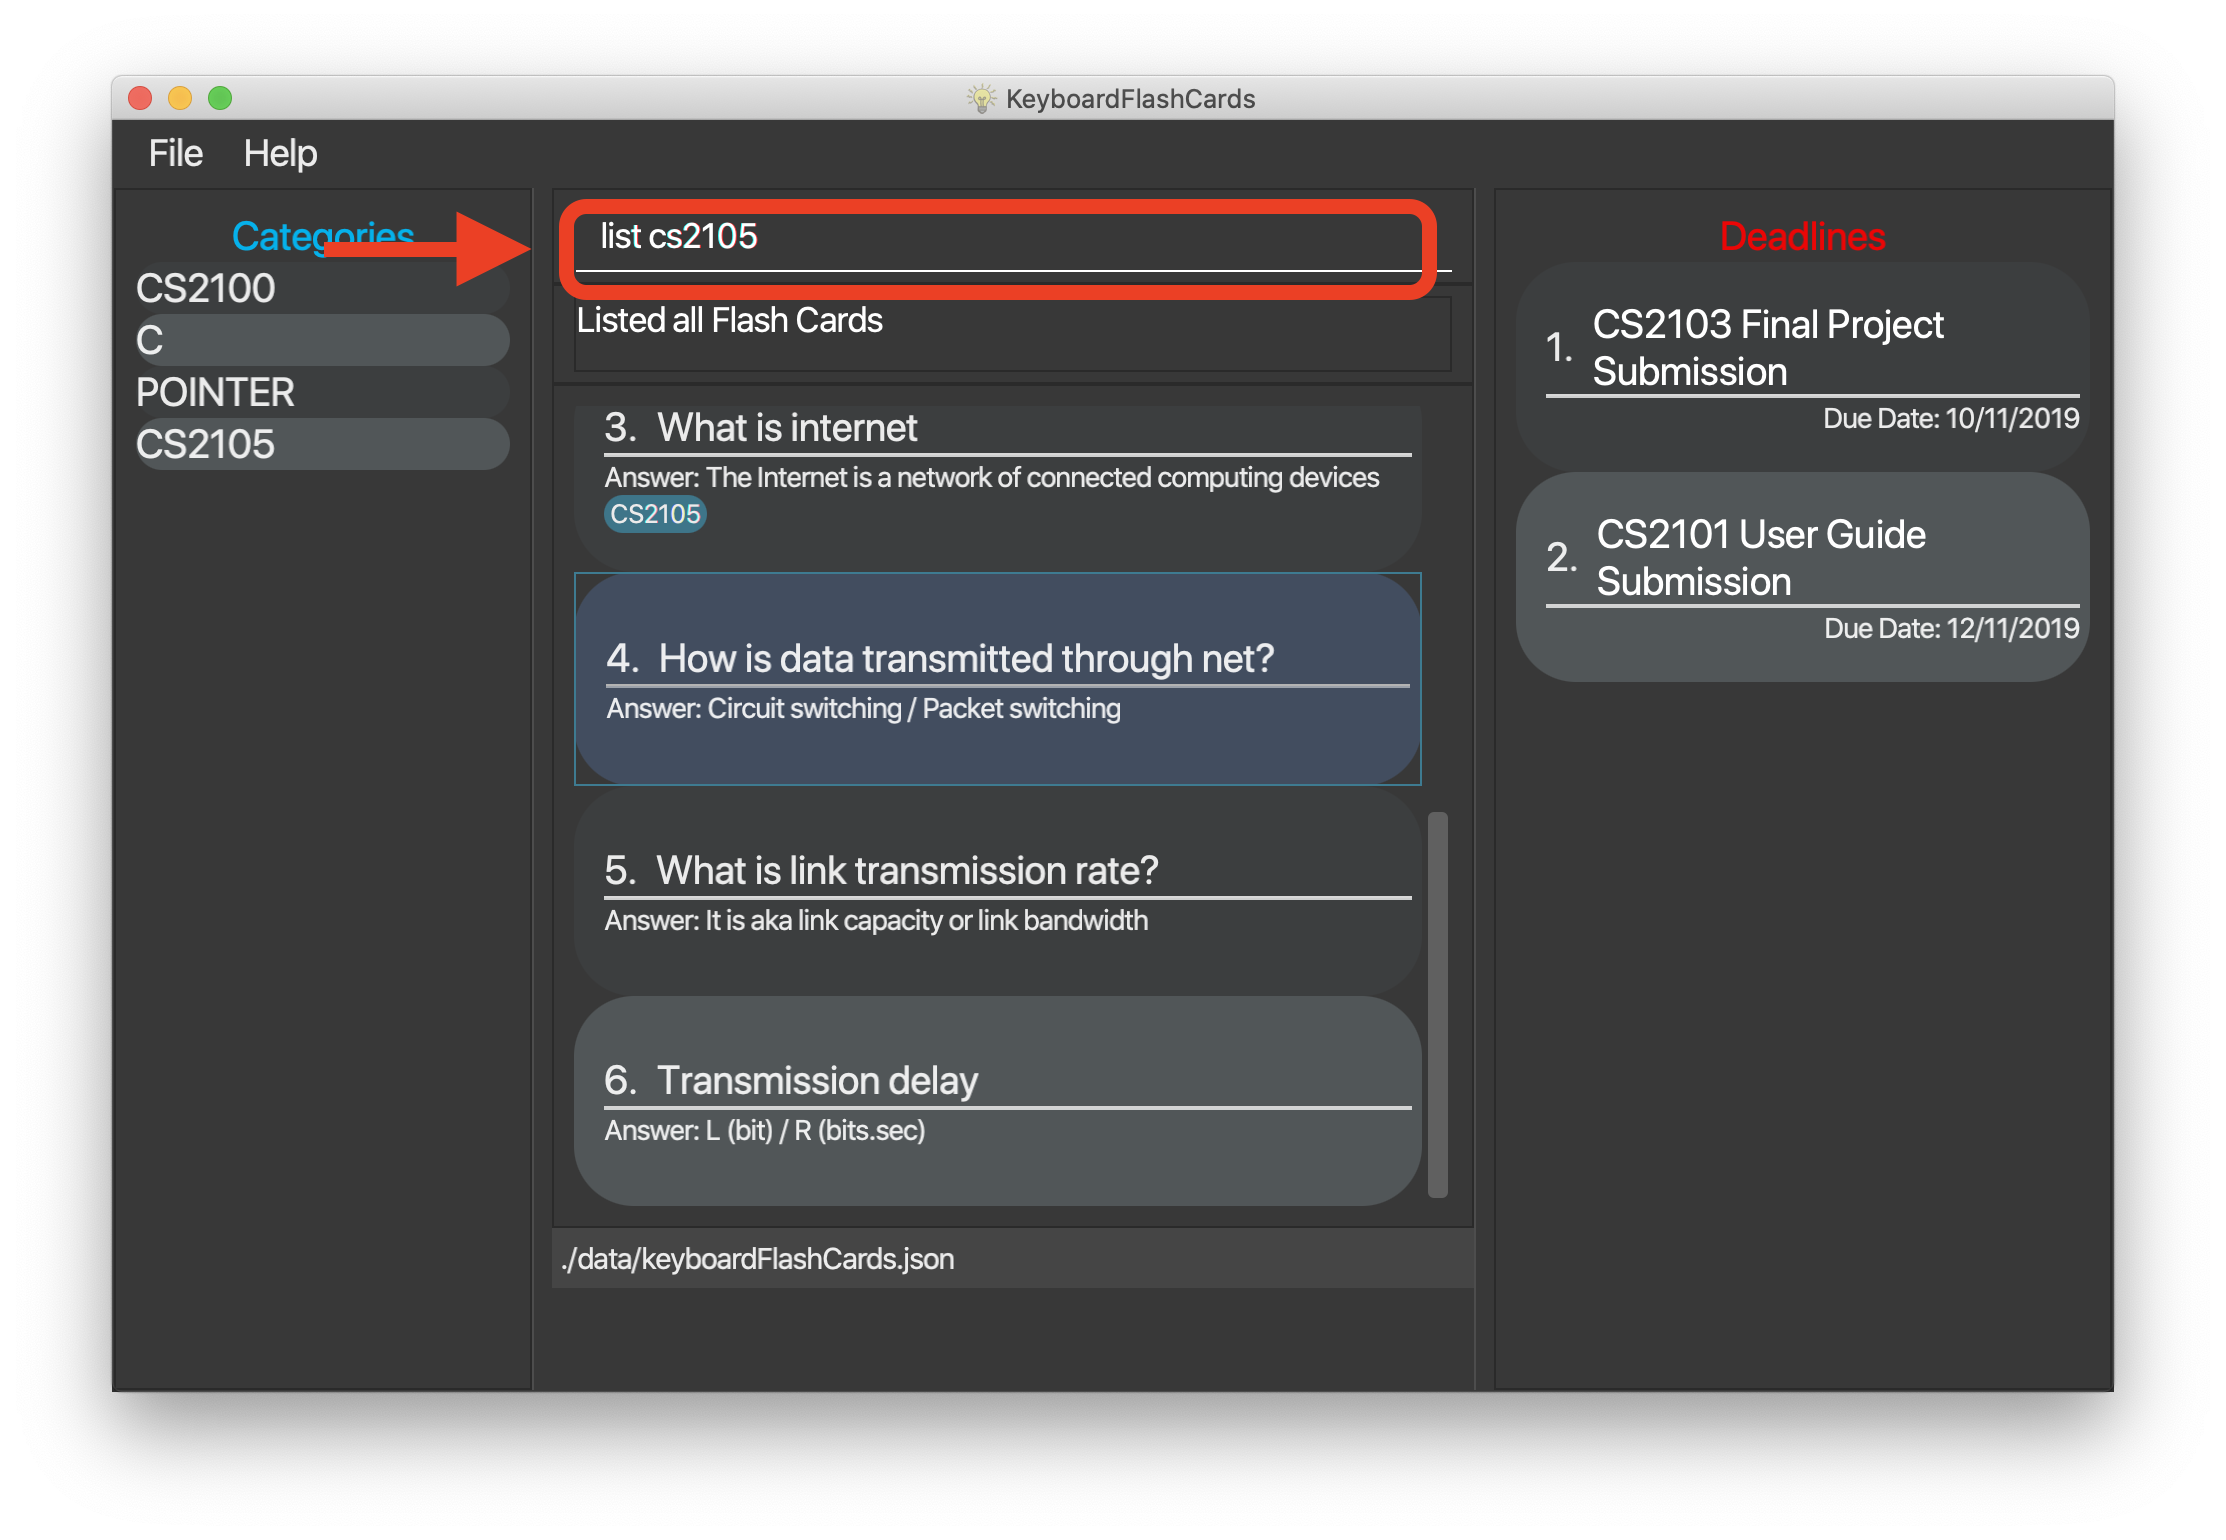 KeyboardFlashCards
File Help
Categories
CS2100
C
POINTER
CS2105
list cs2105
Listed all Flash Cards
3. What is internet
Answer: The Internet is a network of connected computing devices
CS2105
4. How is data transmitted through net?
Answer: Circuit switching / Packet switching
5. What is link transmission rate?
Answer: It is aka link capacity or link bandwidth
6. Transmission delay
Answer: L (bit) / R (bits.sec)
./data/keyboardFlashCards.json
Deadlines
1. CS2103 Final Project
Submission
Due Date: 10/11/2019
2. CS2101 User Guide
Submission
Due Date: 12/11/2019